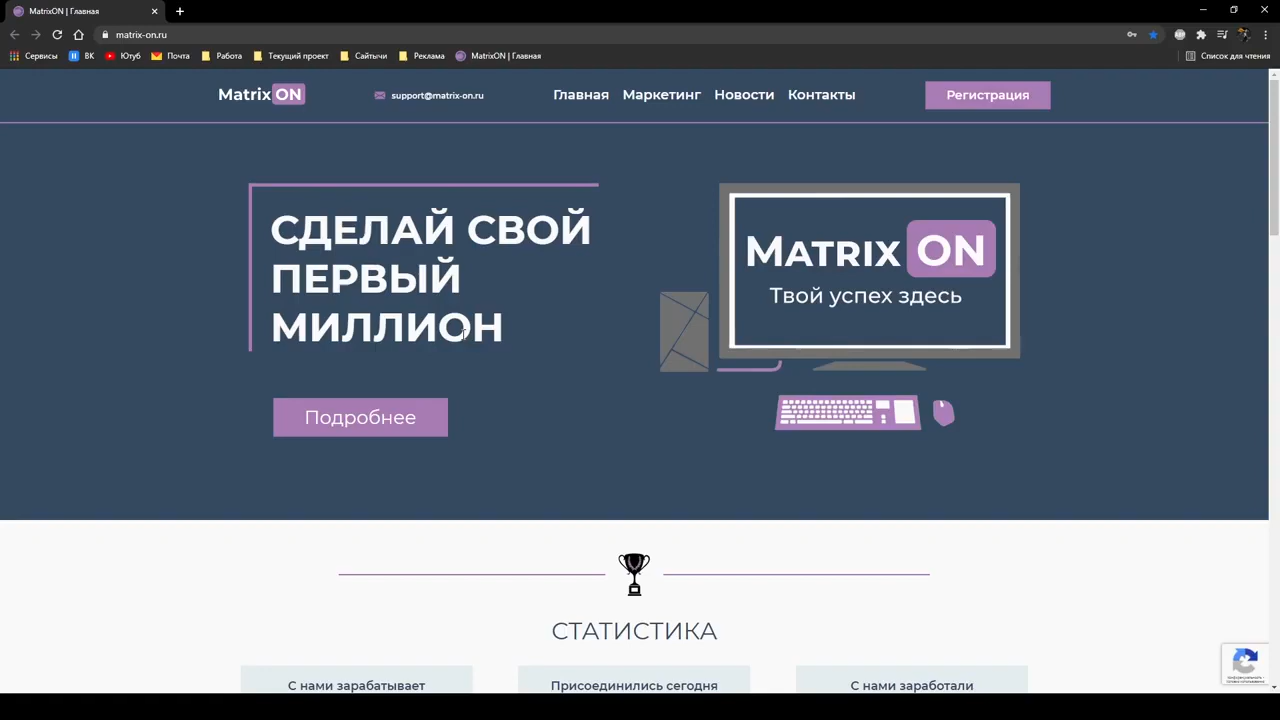 MatrixON | Главная
matrix-on.ru
Сервисы
ВК
Ютуб
Почта
Работа
Текущий проект
Сайтычи
Реклама
MatrixON | Главная
Список для чтения
Matrix ON
support@matrix-on.ru
Главная
Маркетинг
Новости
Контакты
Регистрация
СДЕЛАЙ СВОЙ
ПЕРВЫЙ
МИЛЛИОН
Подробнее
MATRIX ON
Твой успех здесь
СТАТИСТИКА
С нами зарабатывает
Присоединились сегодня
С нами заработали